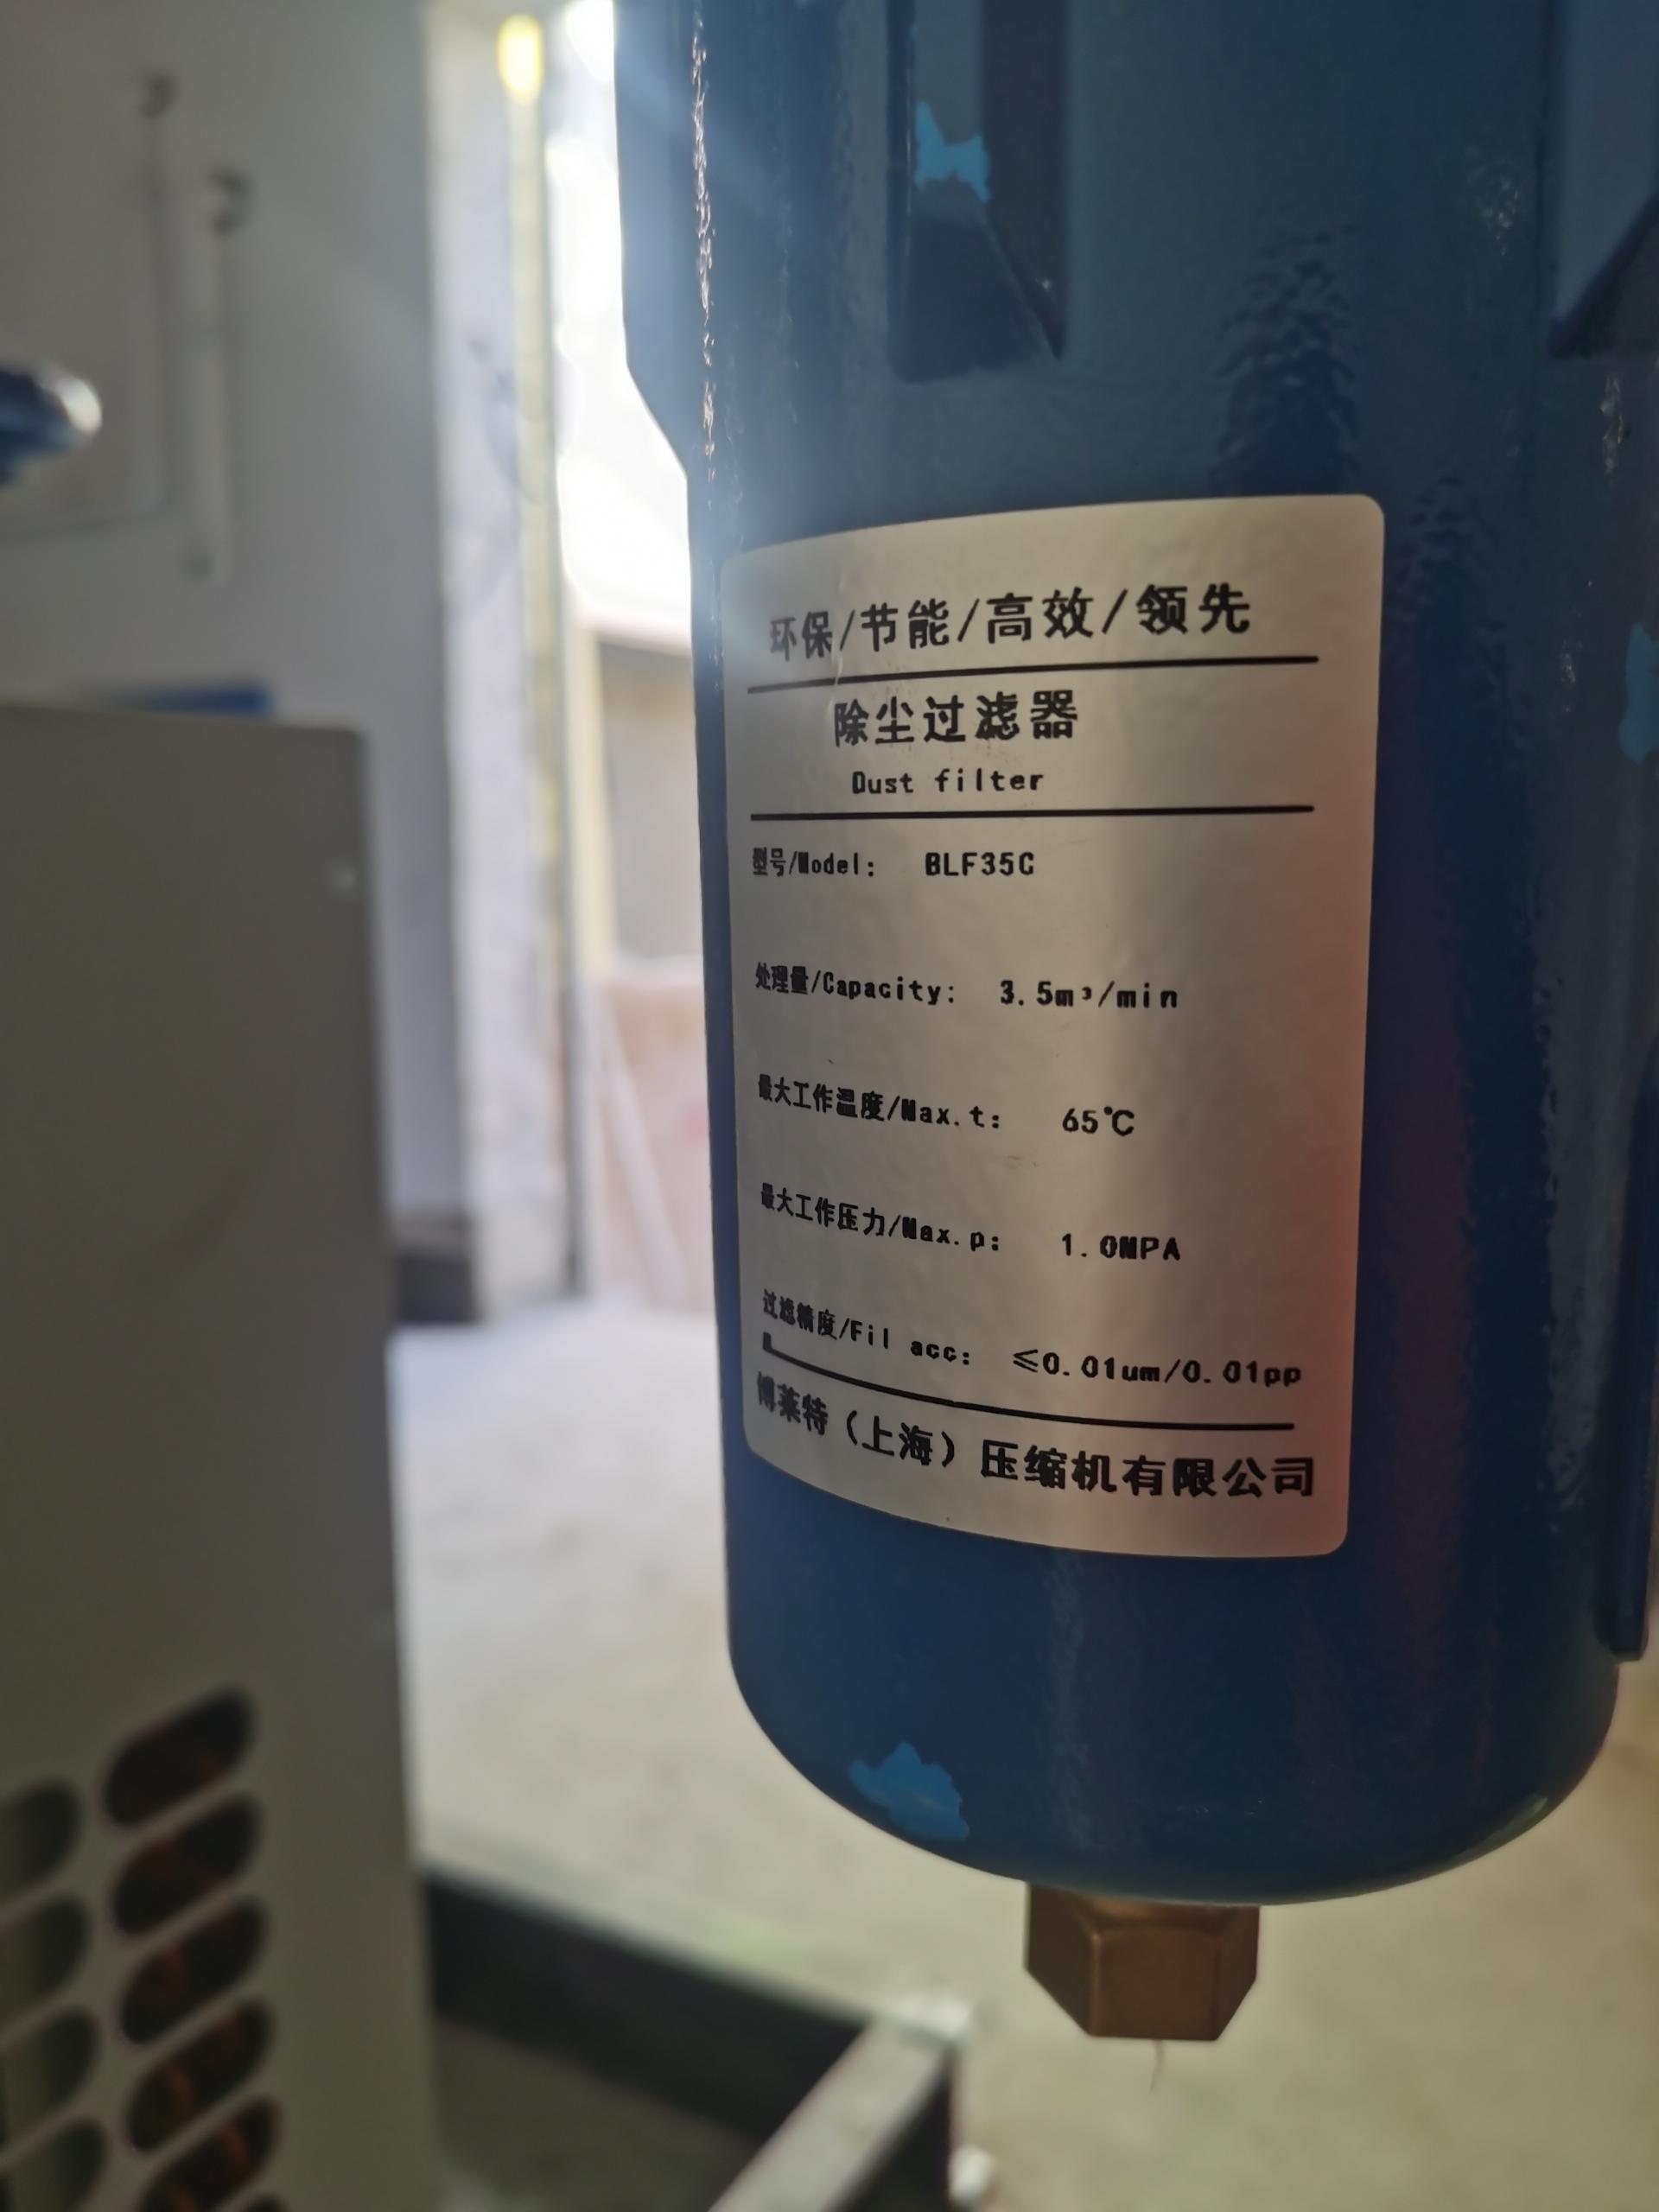 环保/节能/高效/领先
除尘过滤器
Dust filter
型号/Model: BLF35C
处理量/Capacity: 3.5m³/min
最大工作温度/Max.t: 65℃
最大工作压力/Max.p: 1.0MPA
过滤精度/Fil acc: ≤0.01um/0.01pp
博莱特（上海）压缩机有限公司